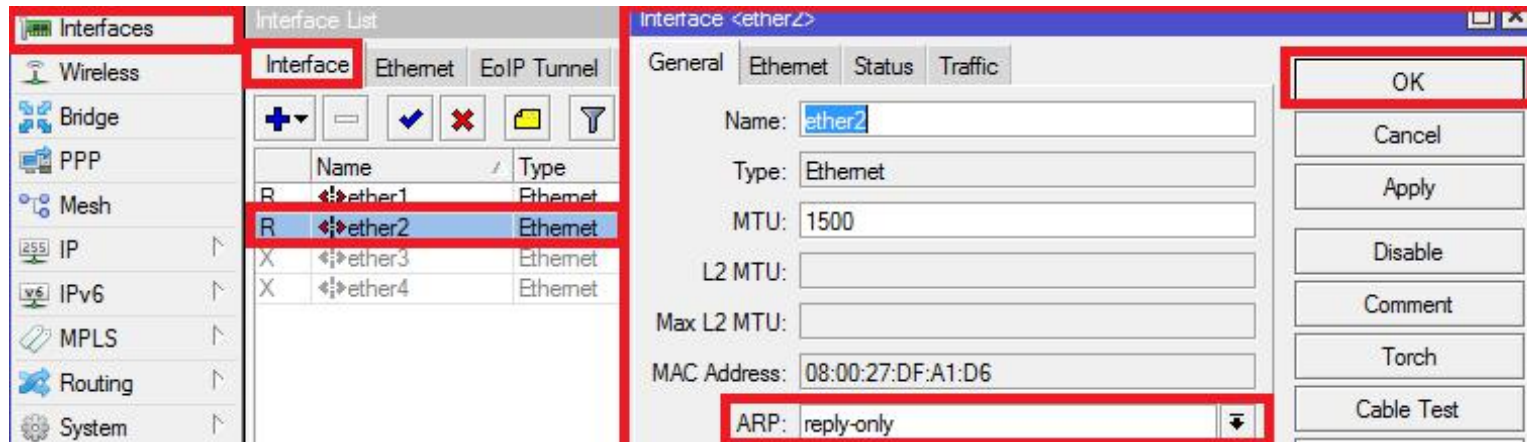 Interfaces
Wireless
Bridge
PPP
Mesh
255 IP
v6 IPv6
MPLS
Routing
System
Interface List
Interface Ethernet EoIP Tunnel
Name / Type
R ether1 Ethernet
R ether2 Ethernet
X ether3 Ethernet
X ether4 Ethernet
Interface <ether2>
General Ethernet Status Traffic
Name: ether2
Type: Ethernet
MTU: 1500
L2 MTU:
Max L2 MTU:
MAC Address: 08:00:27:DF:A1:D6
ARP: reply-only
OK
Cancel
Apply
Disable
Comment
Torch
Cable Test